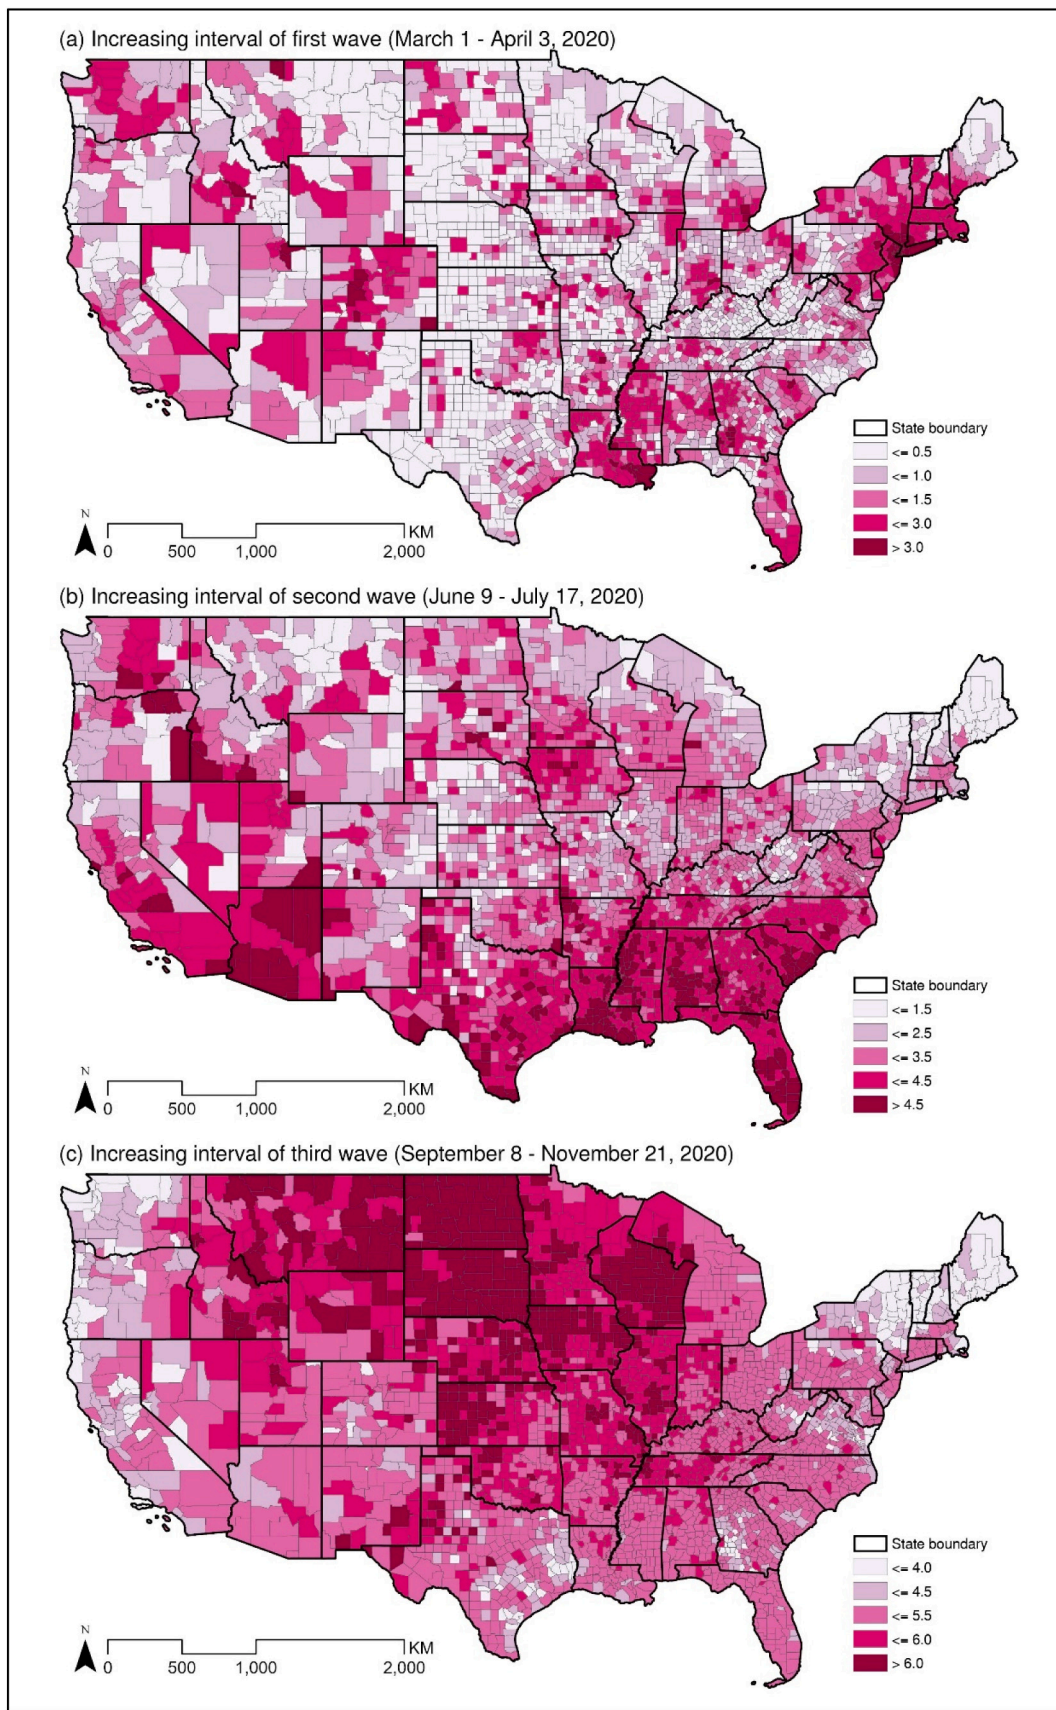 (a) Increasing interval of first wave (March 1 - April 3, 2020)
State boundary
<= 0.5
<= 1.0
<= 1.5
<= 3.0
> 3.0
N
KM
0 500 1,000 2,000
(b) Increasing interval of second wave (June 9 - July 17, 2020)
State boundary
<= 1.5
<= 2.5
<= 3.5
<= 4.5
> 4.5
N
KM
0 500 1,000 2,000
(c) Increasing interval of third wave (September 8 - November 21, 2020)
State boundary
<= 4.0
<= 4.5
<= 5.5
<= 6.0
> 6.0
N
KM
0 500 1,000 2,000